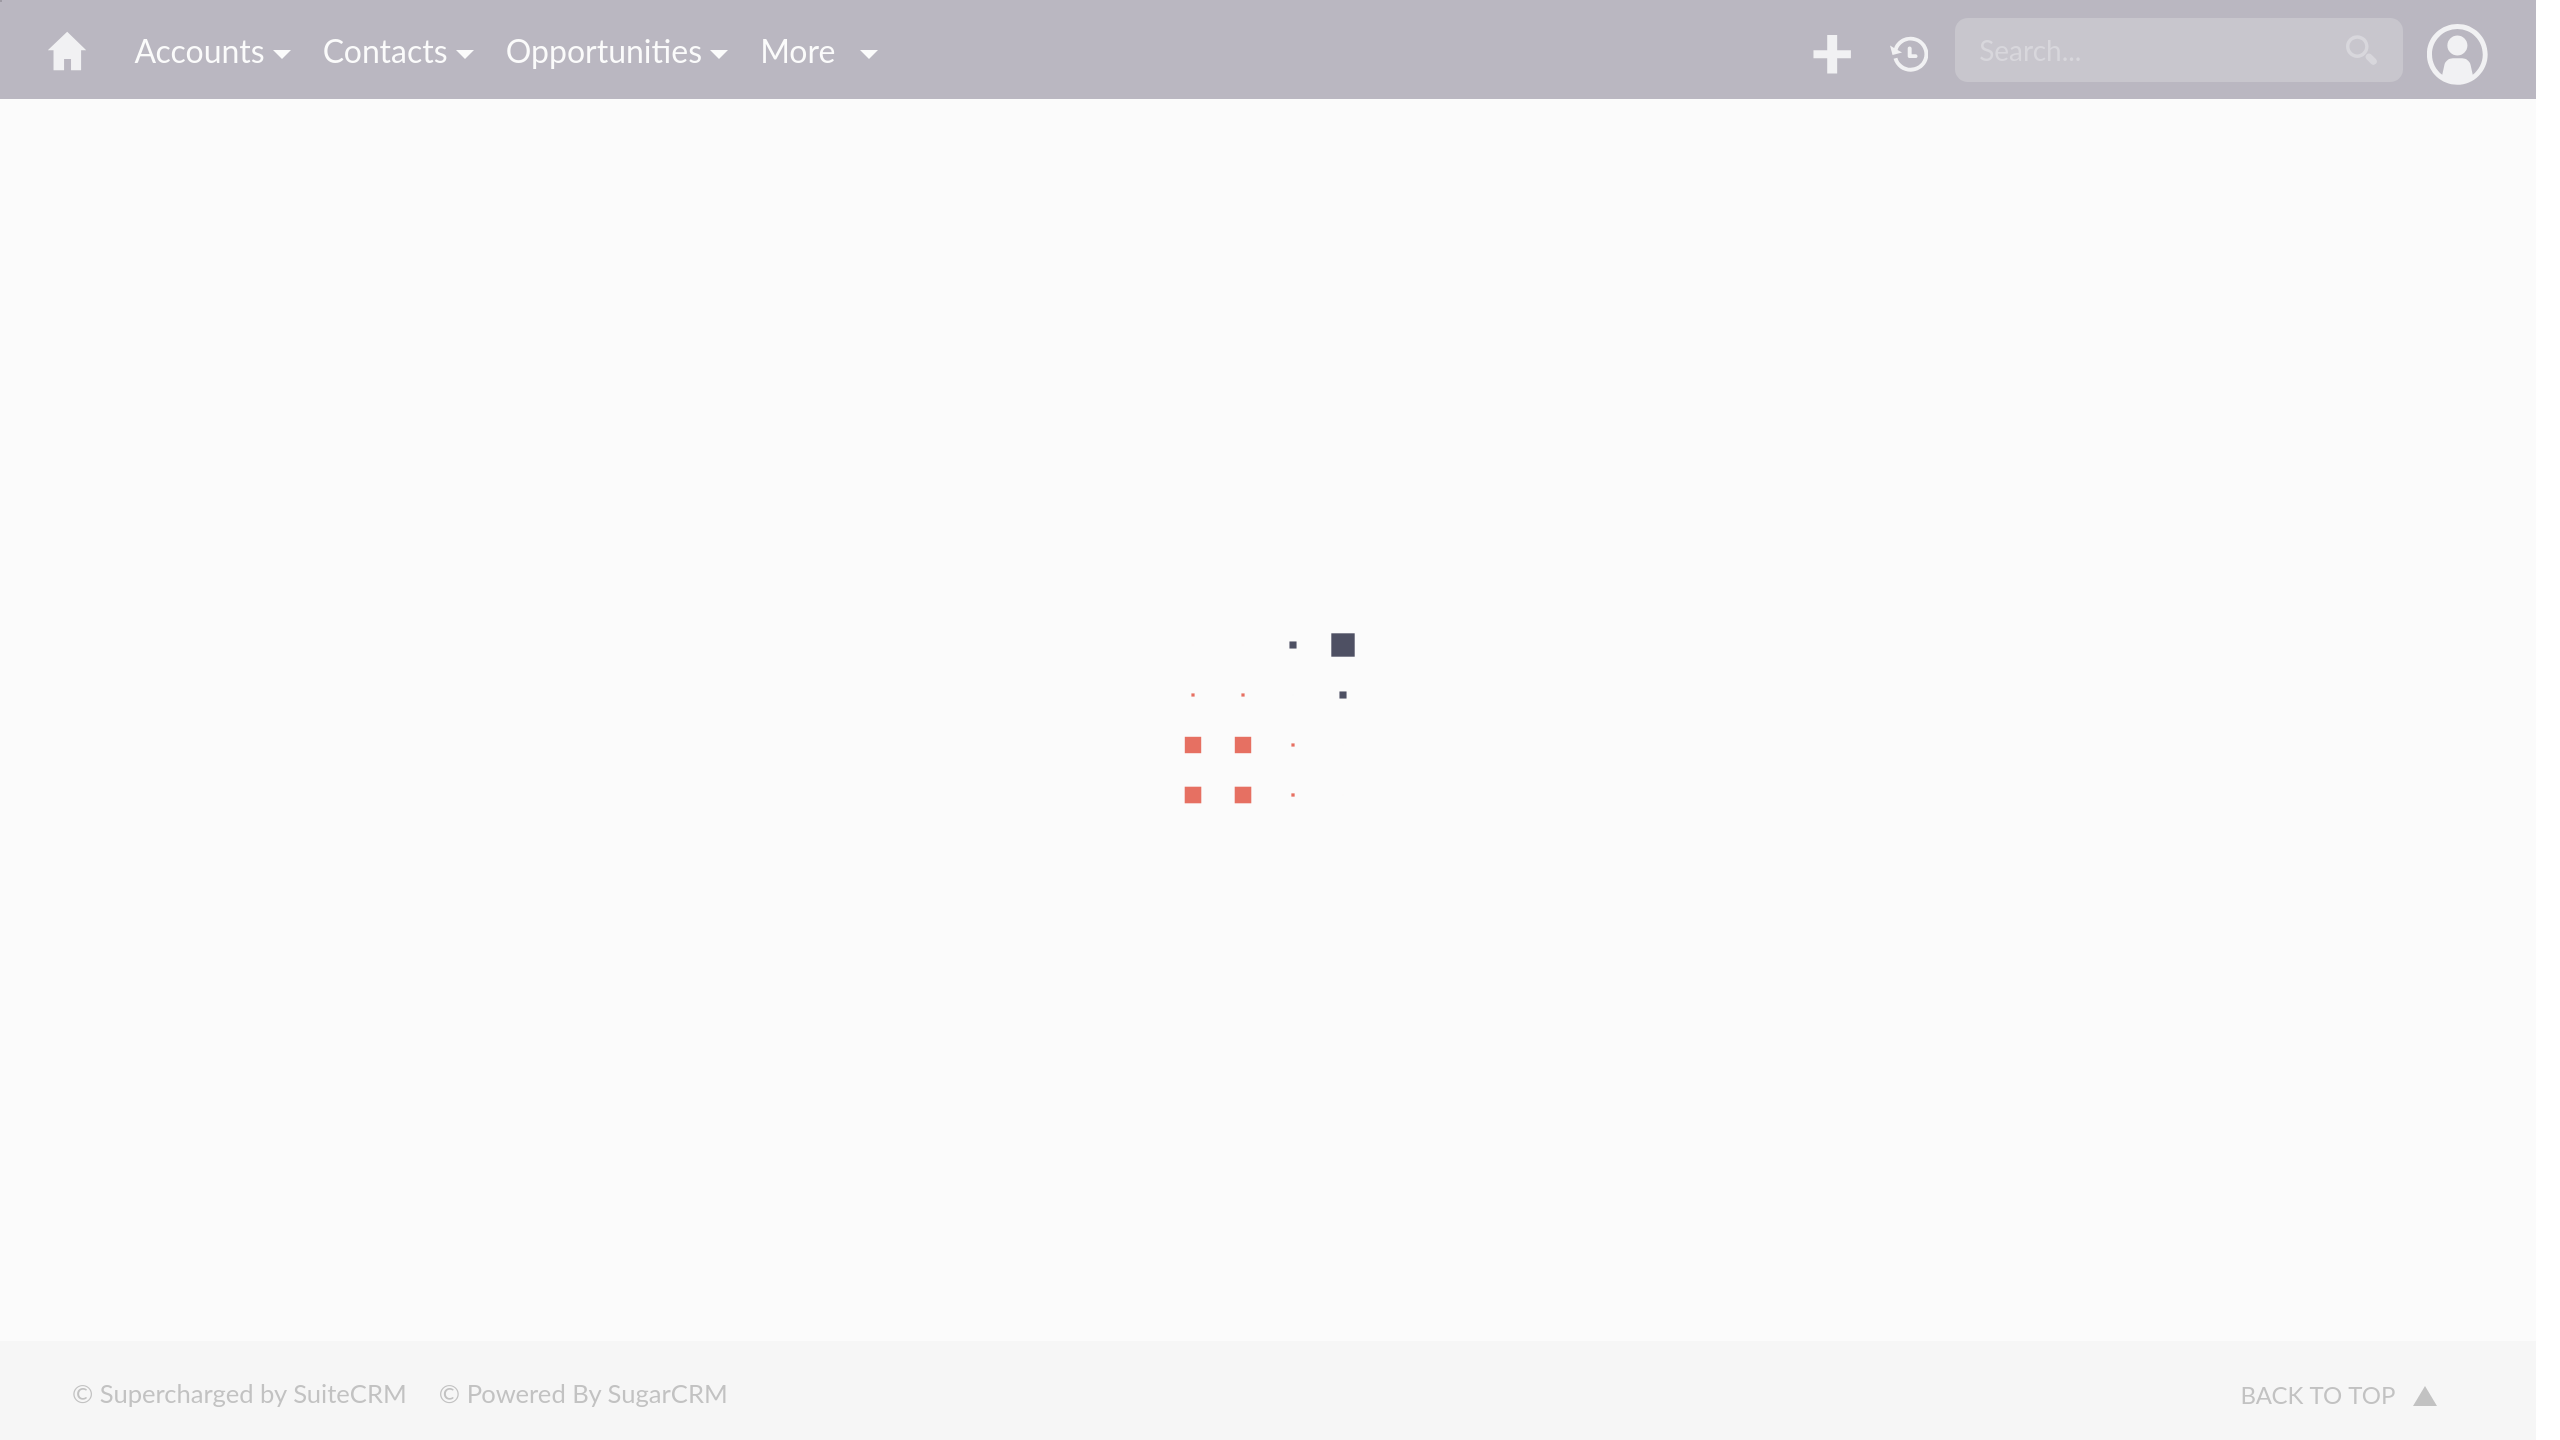 Accounts Contacts Opportunities More Search...
© Supercharged by SuiteCRM © Powered By SugarCRM BACK TO TOP